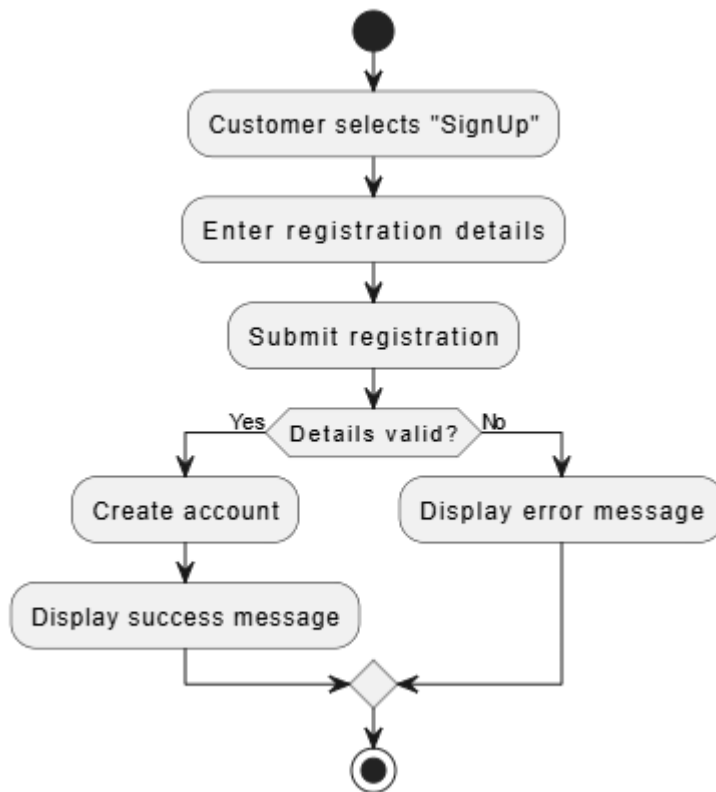 Customer selects "SignUp"
Enter registration details
Submit registration
Yes
Details valid?
No
Create account
Display error message
Display success message